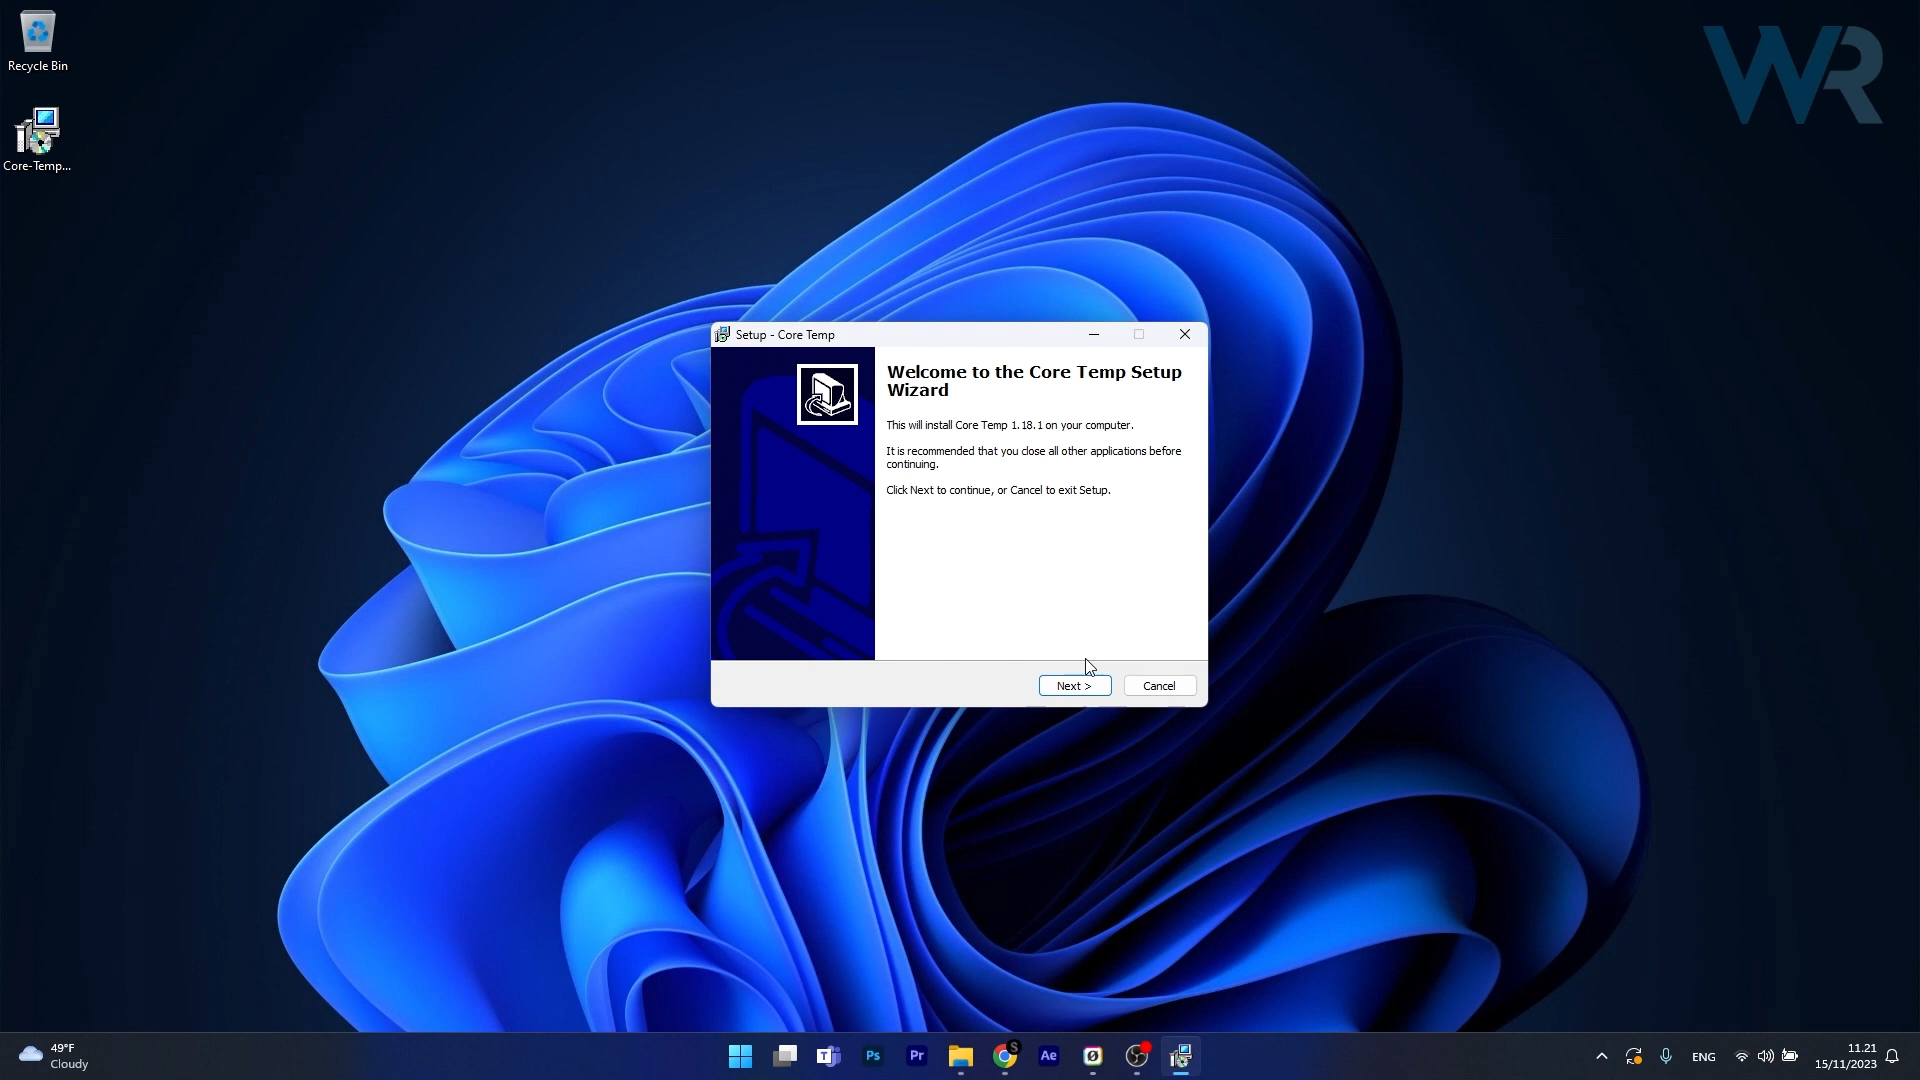 Recycle Bin
WR
Core-Temp...
Setup - Core Temp
Welcome to the Core Temp Setup
Wizard
This will install Core Temp 1.18.1 on your computer.
It is recommended that you close all other applications before
continuing.
Click Next to continue, or Cancel to exit Setup.
Next >
Cancel
49°F
Cloudy
T
Ps
Pr
S
Ae
ENG
11.21
15/11/2023